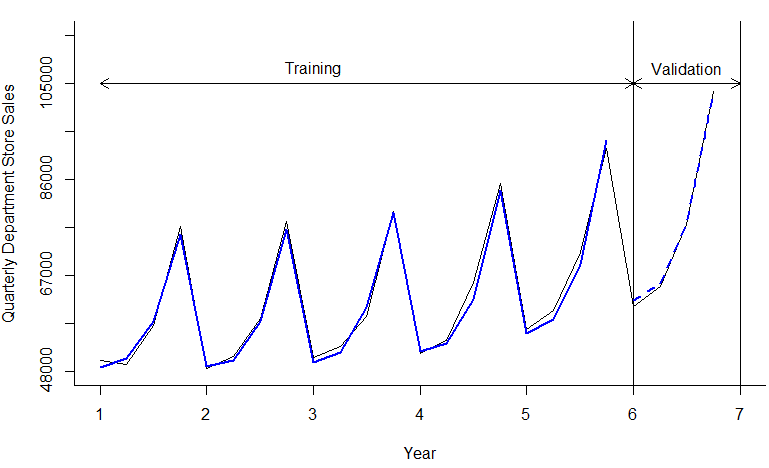 Training
Validation
Quarterly Department Store Sales
105000
86000
67000
48000
1 2 3 4 5 6 7
Year